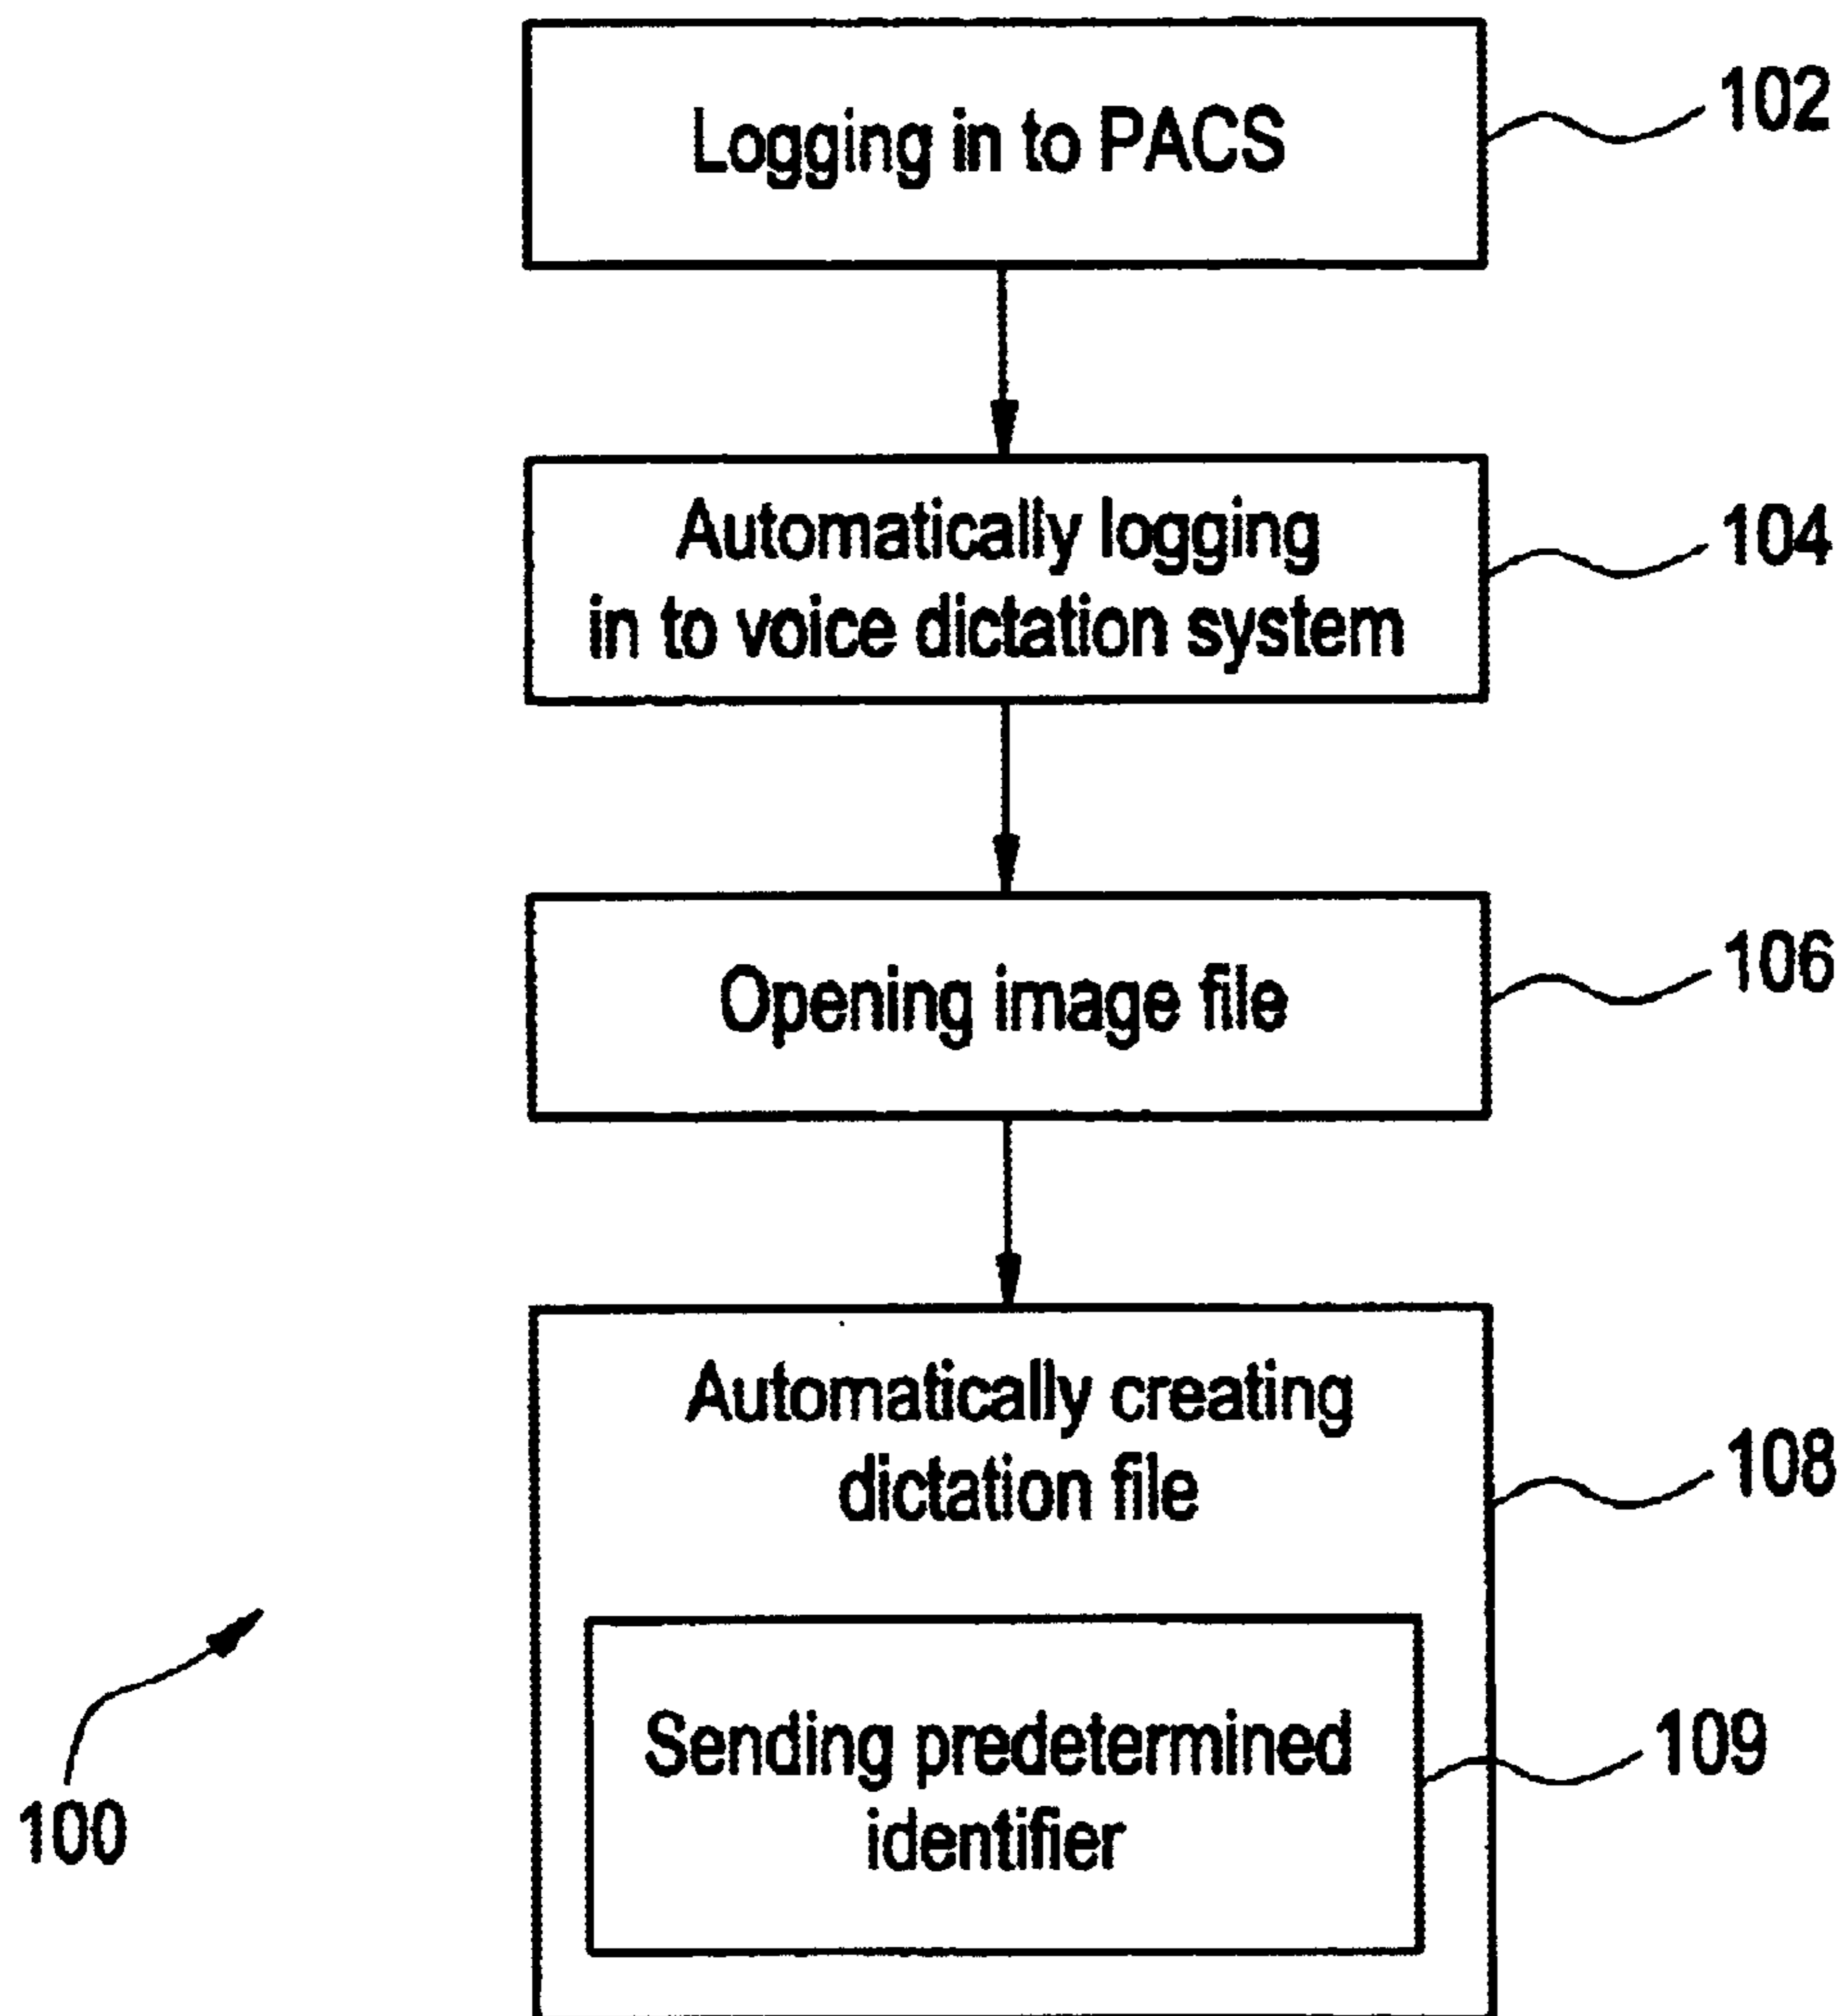 Logging in to PACS
102
Automatically logging
in to voice dictation system
104
Opening image file
106
Automatically creating
dictation file
108
Sending predetermined
identifier
109
100